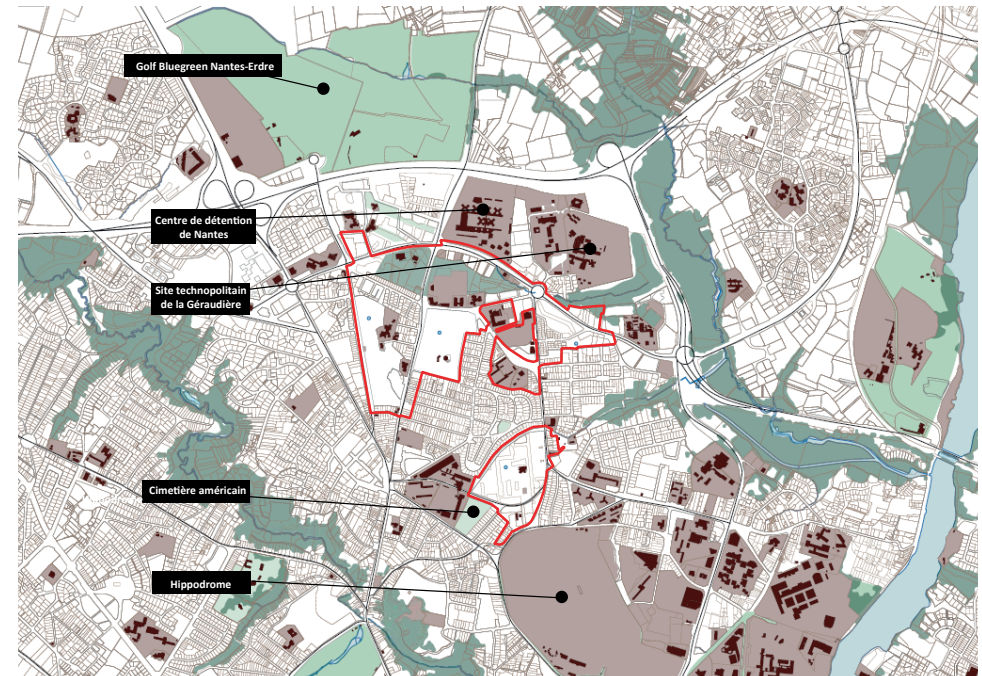 Golf Bluegreen Nantes-Erdre
Centre de détention
de Nantes
Site technopolitain
de la Géraudière
Cimetière américain
Hippodrome